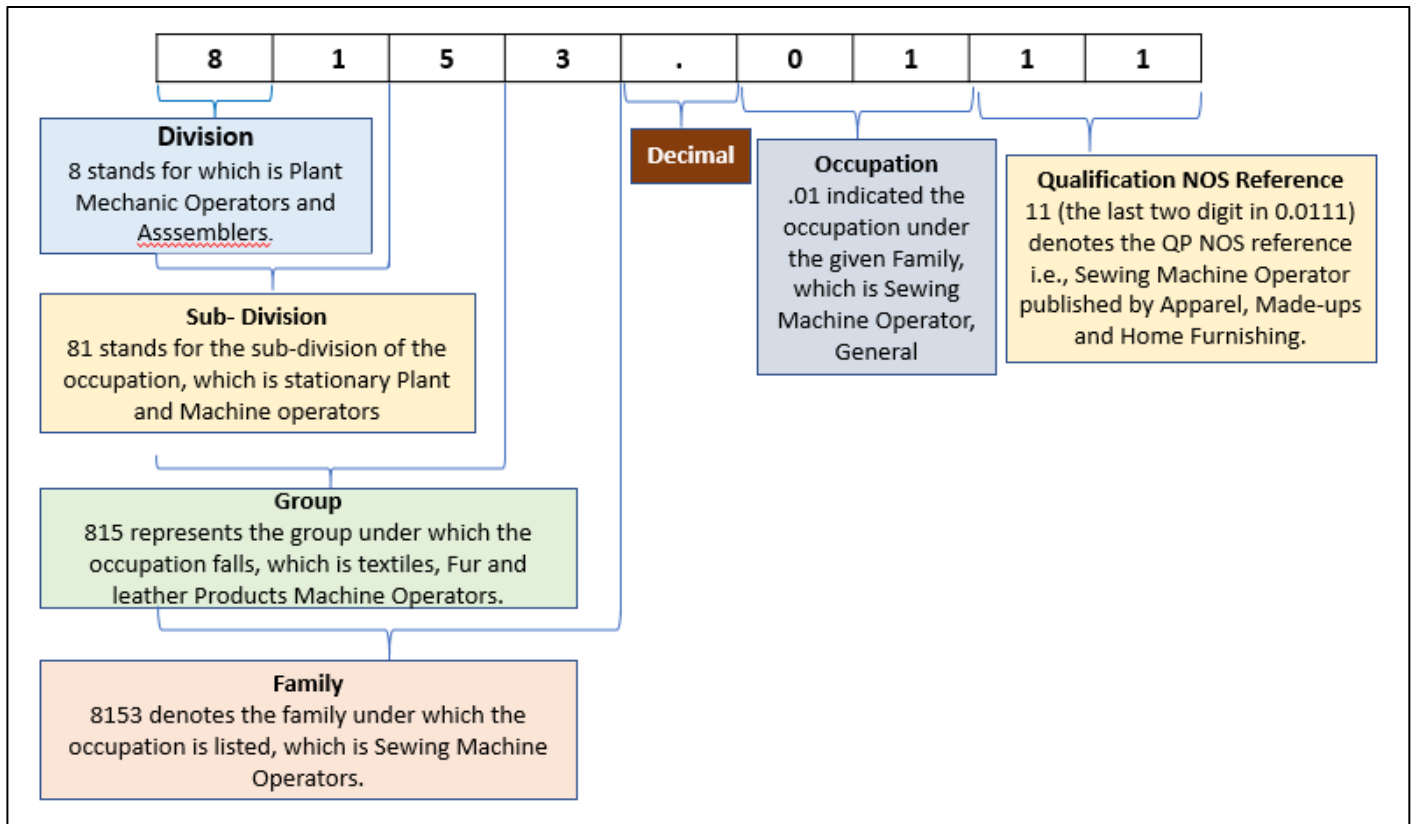 8 1 5 3 . 0 1 1 1
Division
8 stands for which is Plant
Mechanic Operators and
Asssemblers.
Decimal
Occupation
.01 indicated the
occupation under
the given Family,
which is Sewing
Machine Operator,
General
Qualification NOS Reference
11 (the last two digit in 0.0111)
denotes the QP NOS reference
i.e., Sewing Machine Operator
published by Apparel, Made-ups
and Home Furnishing.
Sub- Division
81 stands for the sub-division of the
occupation, which is stationary Plant
and Machine operators
Group
815 represents the group under which the
occupation falls, which is textiles, Fur and
leather Products Machine Operators.
Family
8153 denotes the family under which the
occupation is listed, which is Sewing Machine
Operators.